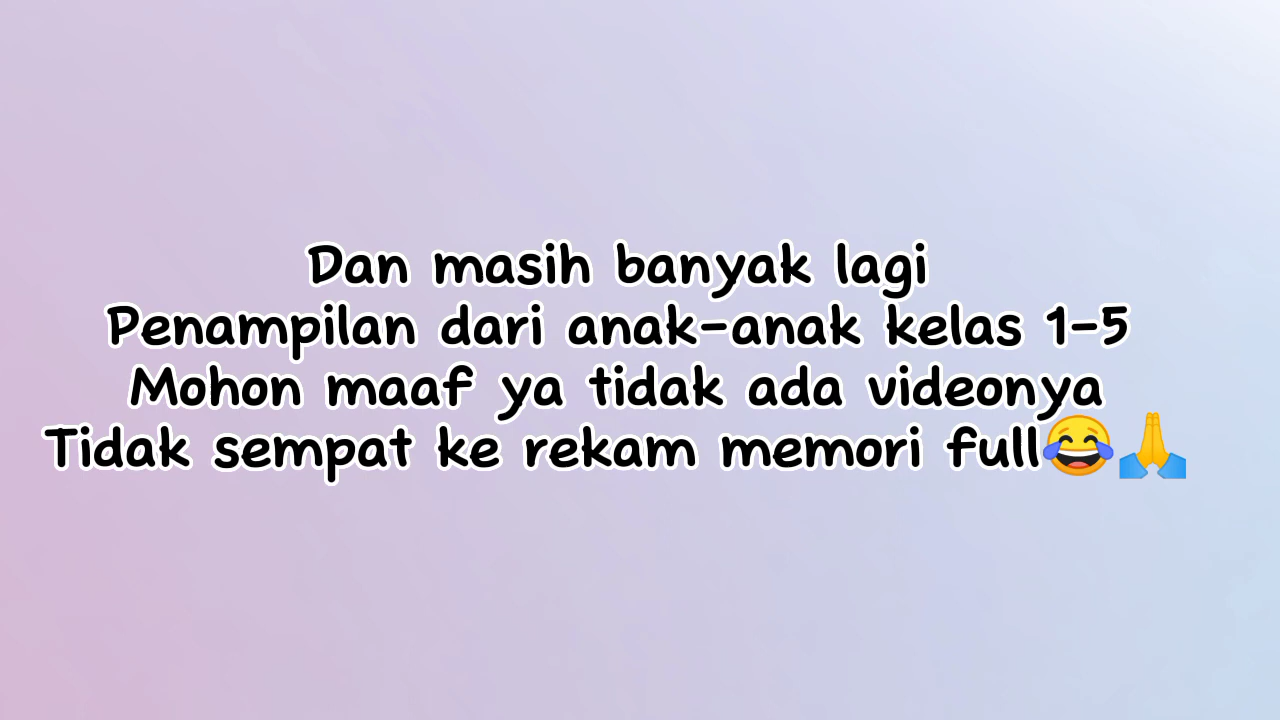 Dan masih banyak lagi
Penampilan dari anak-anak kelas 1-5
Mohon maaf ya tidak ada videonya
Tidak sempat ke rekam memori full😂🙏